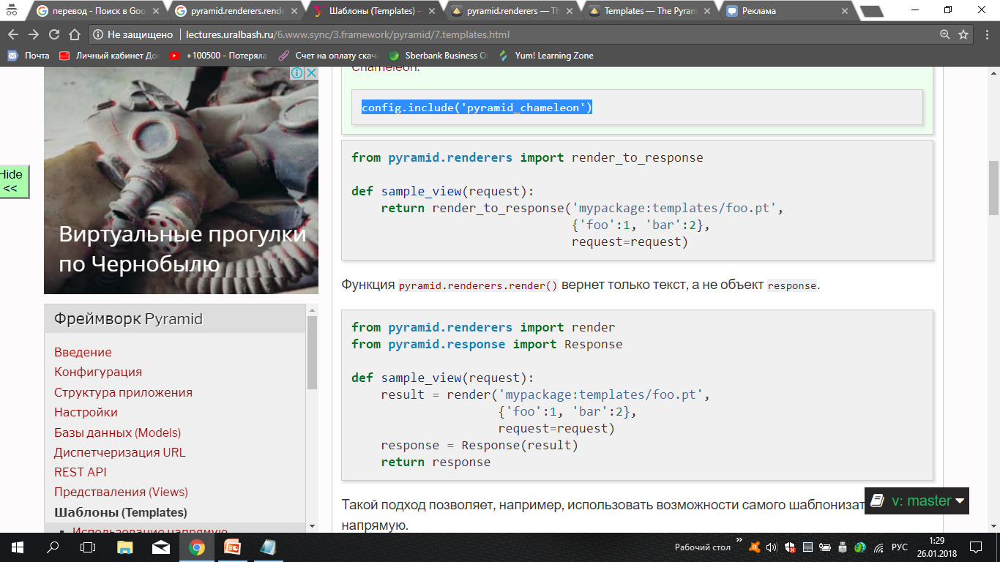 перевод - Поиск в Goo
pyramid.renderers.rende
Шаблоны (Templates) —
pyramid.renderers — Th
Templates — The Pyram
Реклама
Не защищено | lectures.uralbash.ru/6.www.sync/3.framework/pyramid/7.templates.html
Почта
Личный кабинет До
+100500 - Потеряла
Счет на оплату скача
Sberbank Business O
Yum! Learning Zone
Hide
<<
Виртуальные прогулки
по Чернобылю
Фреймворк Pyramid
Введение
Конфигурация
Структура приложения
Настройки
Базы данных (Models)
Диспетчеризация URL
REST API
Предстваления (Views)
Шаблоны (Templates)
Использование напрямую
Chameleon.
config.include('pyramid_chameleon')
from pyramid.renderers import render_to_response
def sample_view(request):
    return render_to_response('mypackage:templates/foo.pt',
                              {'foo':1, 'bar':2},
                              request=request)
Функция pyramid.renderers.render() вернет только текст, а не объект response.
from pyramid.renderers import render
from pyramid.response import Response
def sample_view(request):
    result = render('mypackage:templates/foo.pt',
                    {'foo':1, 'bar':2},
                    request=request)
    response = Response(result)
    return response
Такой подход позволяет, например, использовать возможности самого шаблонизат
напрямую.
v: master
Рабочий стол
РУС
1:29
26.01.2018